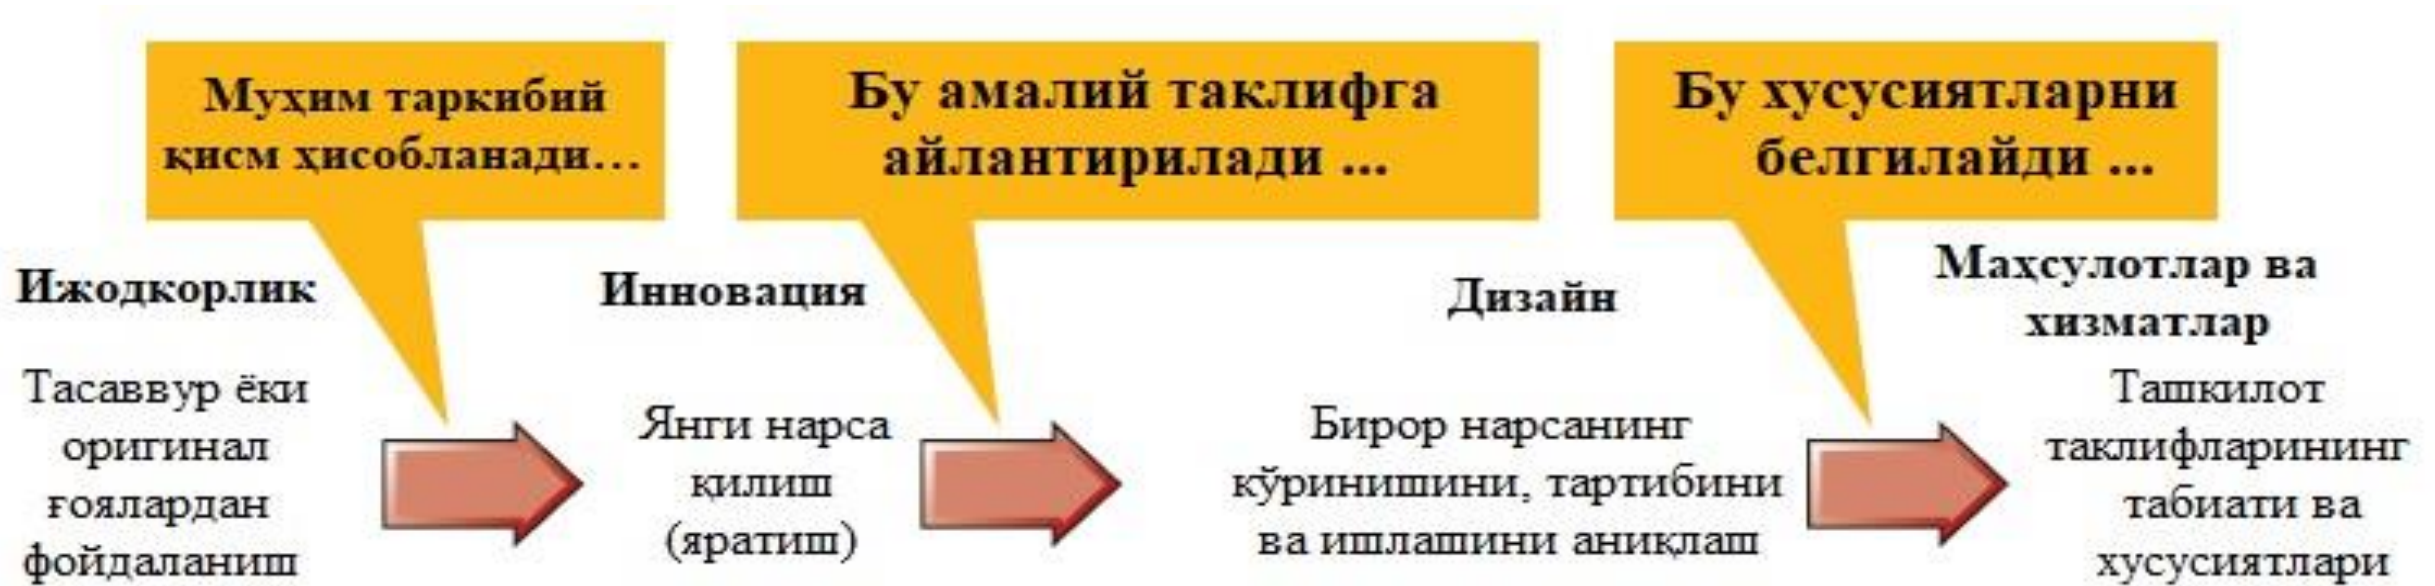 Муҳим таркибий
қисм ҳисобланади…
Бу амалий таклифга
айлантирилади ...
Бу хусусиятларни
белгилайди ...
Ижодкорлик
Тасаввур ёки
оригинал
ғоялардан
фойдаланиш
Инновация
Янги нарса
қилиш
(яратиш)
Дизайн
Бирор нарсанинг
кўринишини, тартибини
ва ишлашини аниқлаш
Маҳсулотлар ва
хизматлар
Ташкилот
таклифларининг
табиати ва
хусусиятлари